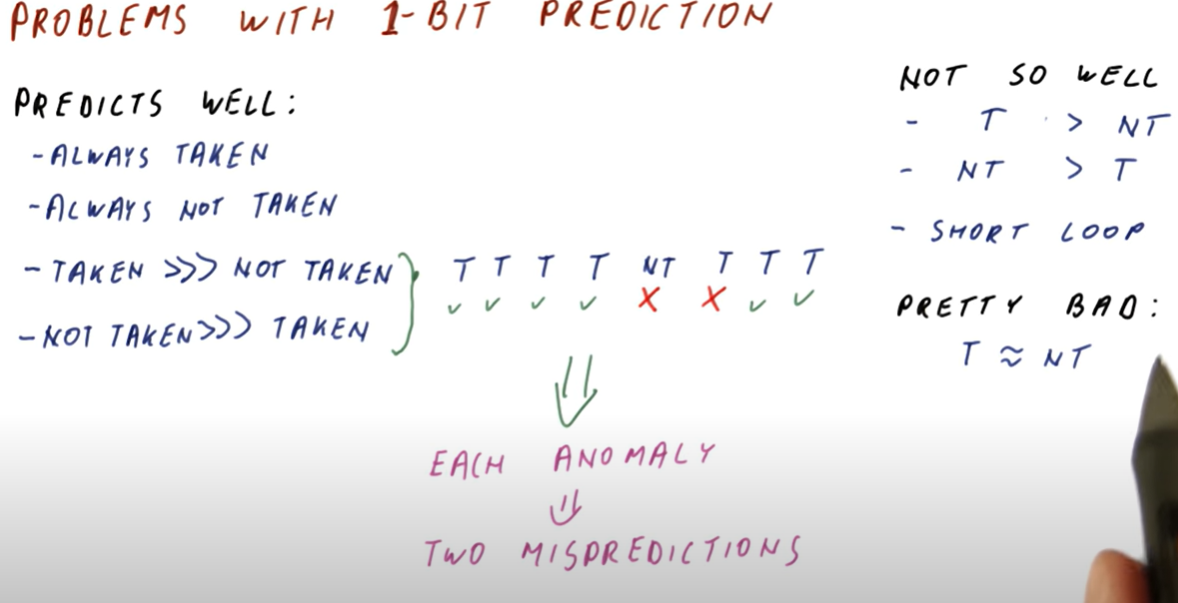 PROBLEMS WITH 1-BIT PREDICTION
PREDICTS WELL:
- ALWAYS TAKEN
- ALWAYS NOT TAKEN
- TAKEN >>> NOT TAKEN
- NOT TAKEN >>> TAKEN
T T T T NT T T T
✓ ✓ ✓ ✓ X X ✓ ✓
⇓
EACH ANOMALY
⇓
TWO MISPREDICTIONS
NOT SO WELL
- T > NT
- NT > T
- SHORT LOOP
PRETTY BAD:
T ≈ NT